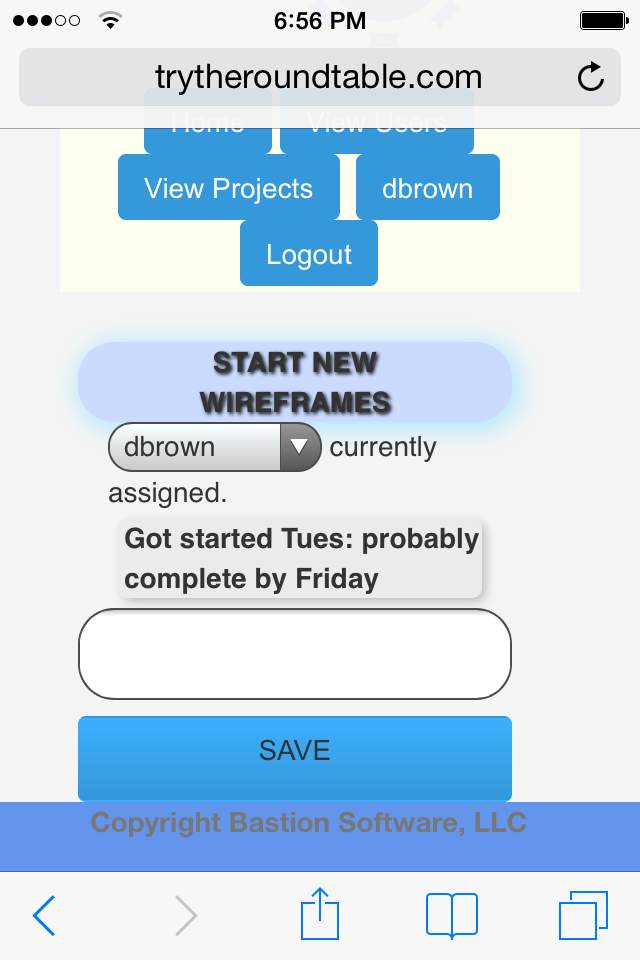 6:56 PM
trytheroundtable.com
Home View Users
View Projects dbrown
Logout
START NEW
WIREFRAMES
dbrown currently
assigned.
Got started Tues: probably
complete by Friday
SAVE
Copyright Bastion Software, LLC